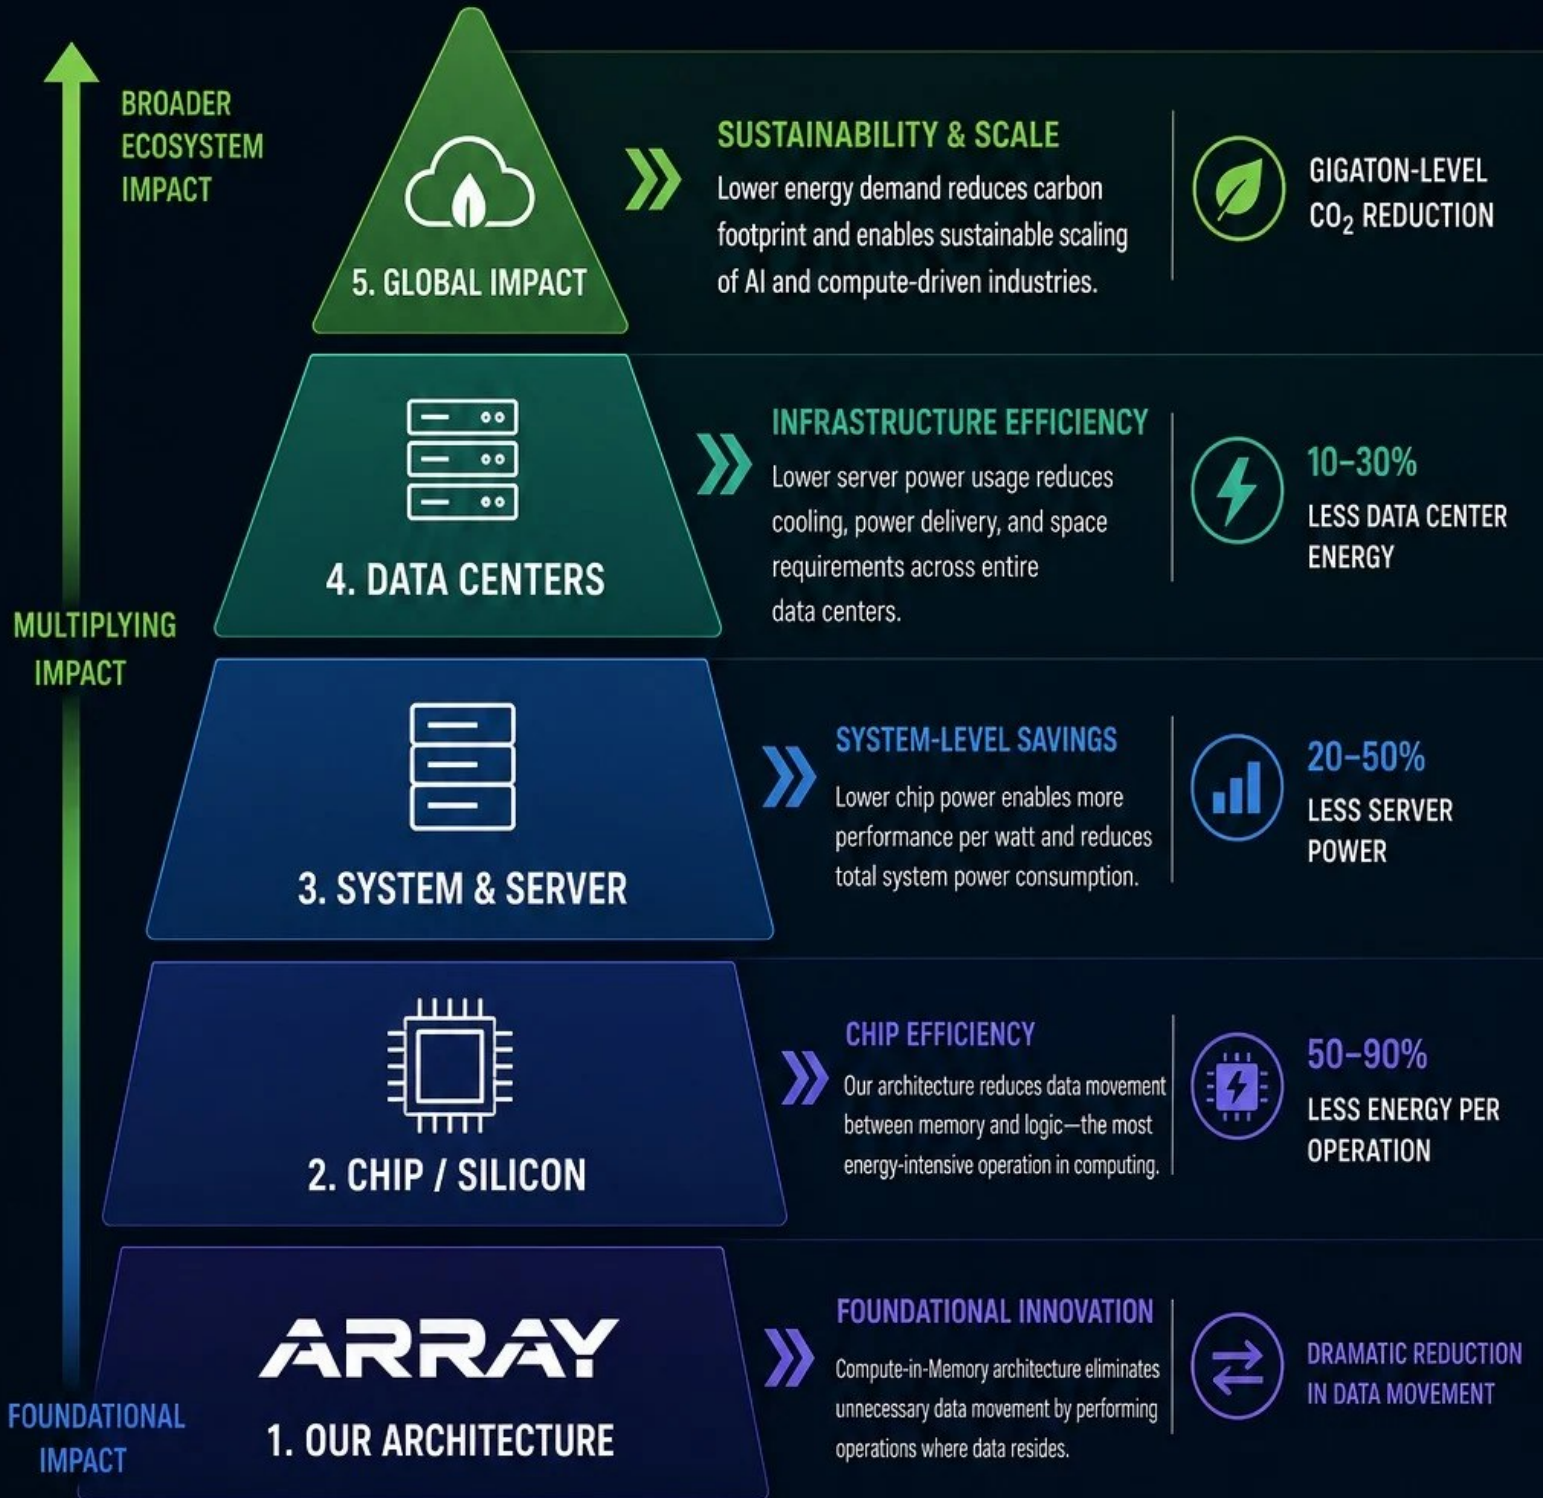 BROADER
ECOSYSTEM
IMPACT
5. GLOBAL IMPACT
SUSTAINABILITY & SCALE
Lower energy demand reduces carbon
footprint and enables sustainable scaling
of AI and compute-driven industries.
GIGATON-LEVEL
CO₂ REDUCTION
4. DATA CENTERS
INFRASTRUCTURE EFFICIENCY
Lower server power usage reduces
cooling, power delivery, and space
requirements across entire
data centers.
10–30%
LESS DATA CENTER
ENERGY
MULTIPLYING
IMPACT
3. SYSTEM & SERVER
SYSTEM-LEVEL SAVINGS
Lower chip power enables more
performance per watt and reduces
total system power consumption.
20–50%
LESS SERVER
POWER
2. CHIP / SILICON
CHIP EFFICIENCY
Our architecture reduces data movement
between memory and logic—the most
energy-intensive operation in computing.
50–90%
LESS ENERGY PER
OPERATION
FOUNDATIONAL
IMPACT
ARRAY
1. OUR ARCHITECTURE
FOUNDATIONAL INNOVATION
Compute-in-Memory architecture eliminates
unnecessary data movement by performing
operations where data resides.
DRAMATIC REDUCTION
IN DATA MOVEMENT